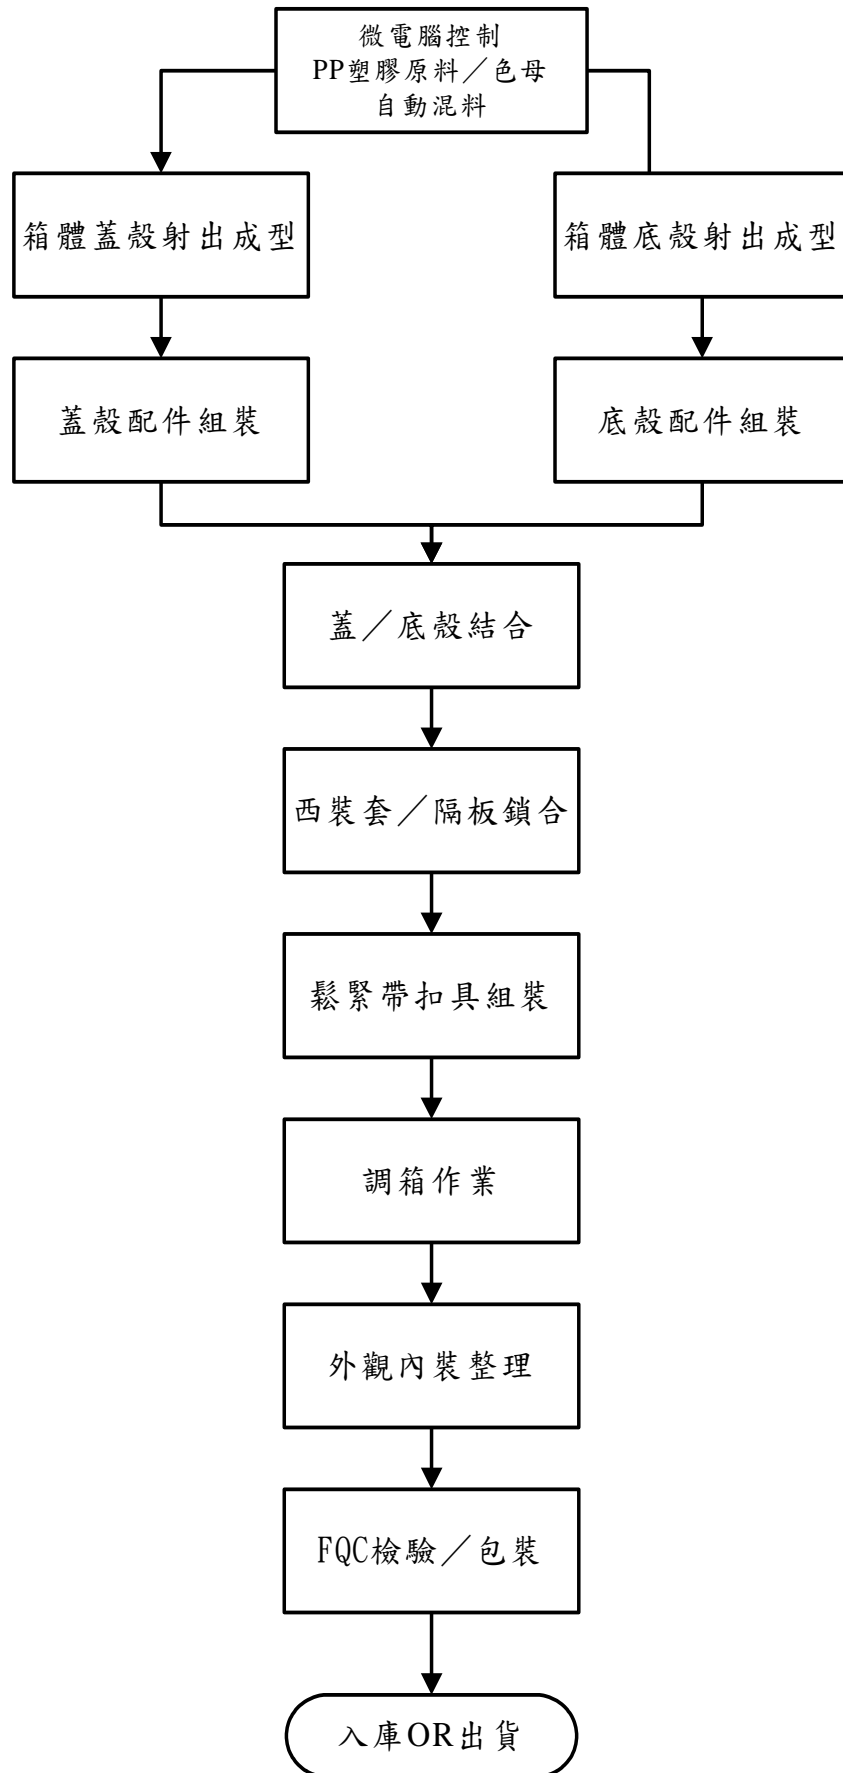 微電腦控制
PP塑膠原料／色母
自動混料
箱體蓋殼射出成型
箱體底殼射出成型
蓋殼配件組裝
底殼配件組裝
蓋／底殼結合
西裝套／隔板鎖合
鬆緊帶扣具組裝
調箱作業
外觀內裝整理
FQC檢驗／包裝
入庫OR出貨